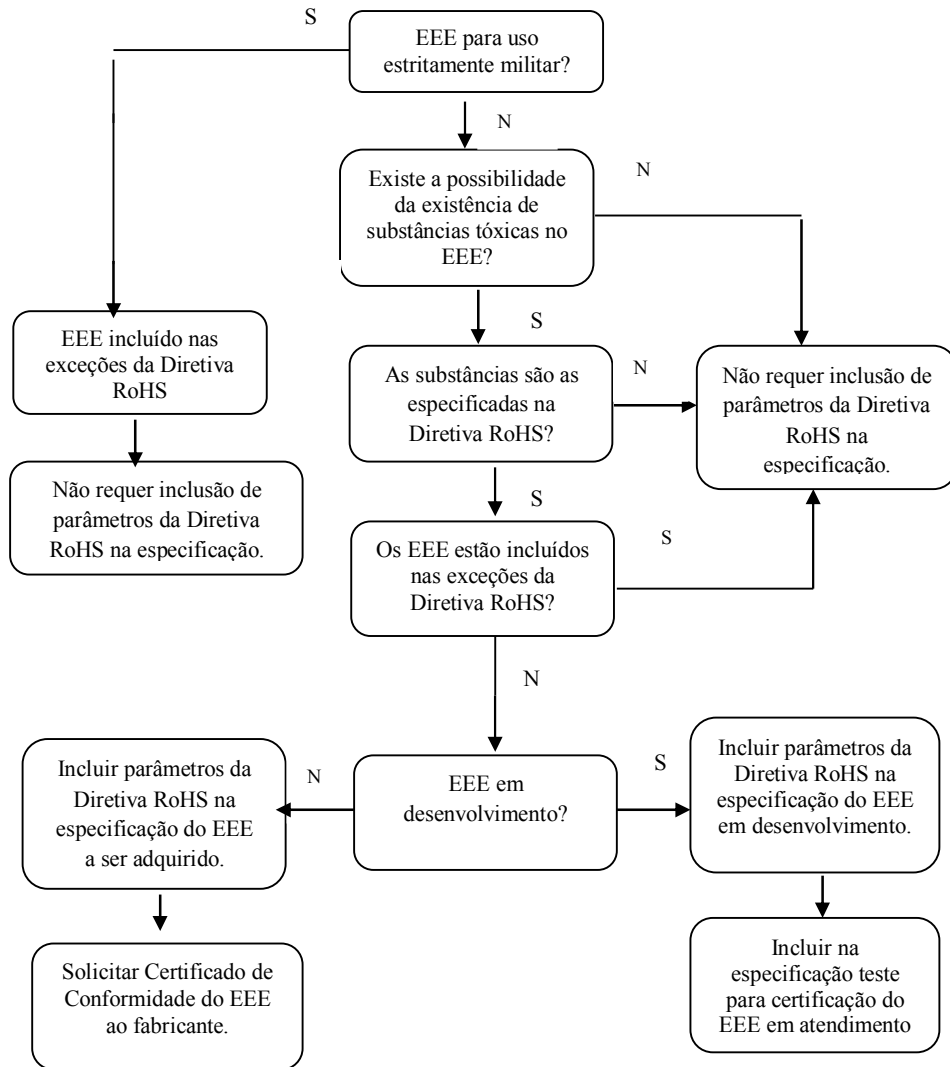 S
EEE para uso
estritamente militar?
N
Existe a possibilidade
da existência de
substâncias tóxicas no
EEE?
N
S
EEE incluído nas
exceções da Diretiva
RoHS
As substâncias são as
especificadas na
Diretiva RoHS?
N
Não requer inclusão de
parâmetros da Diretiva
RoHS na
especificação.
Não requer inclusão de
parâmetros da Diretiva
RoHS na especificação.
S
Os EEE estão incluídos
nas exceções da
Diretiva RoHS?
S
N
Incluir parâmetros da
Diretiva RoHS na
especificação do EEE
a ser adquirido.
N
EEE em
desenvolvimento?
S
Incluir parâmetros da
Diretiva RoHS na
especificação do EEE
em desenvolvimento.
Solicitar Certificado de
Conformidade do EEE
ao fabricante.
Incluir na
especificação teste
para certificação do
EEE em atendimento